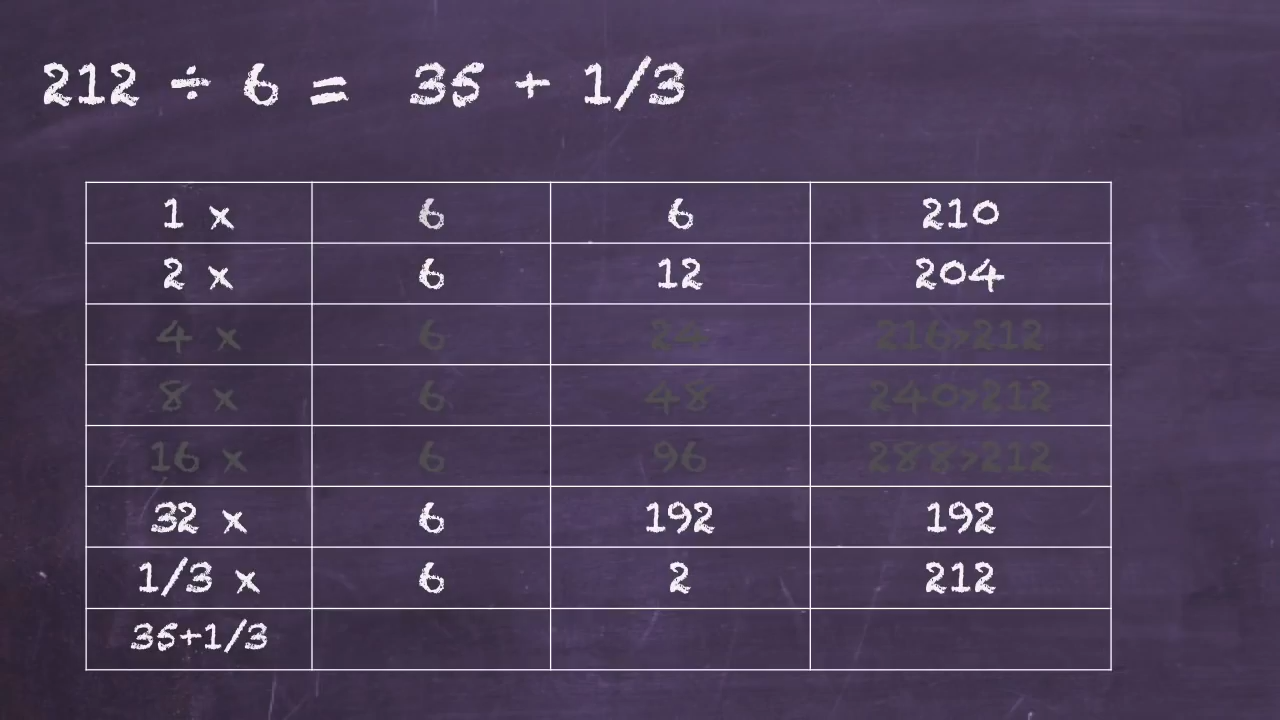 212 ÷ 6 = 35 + 1/3
1 x 6 6 210
2 x 6 12 204
4 x 6 24 216>212
8 x 6 48 240>212
16 x 6 96 288>212
32 x 6 192 192
1/3 x 6 2 212
35+1/3